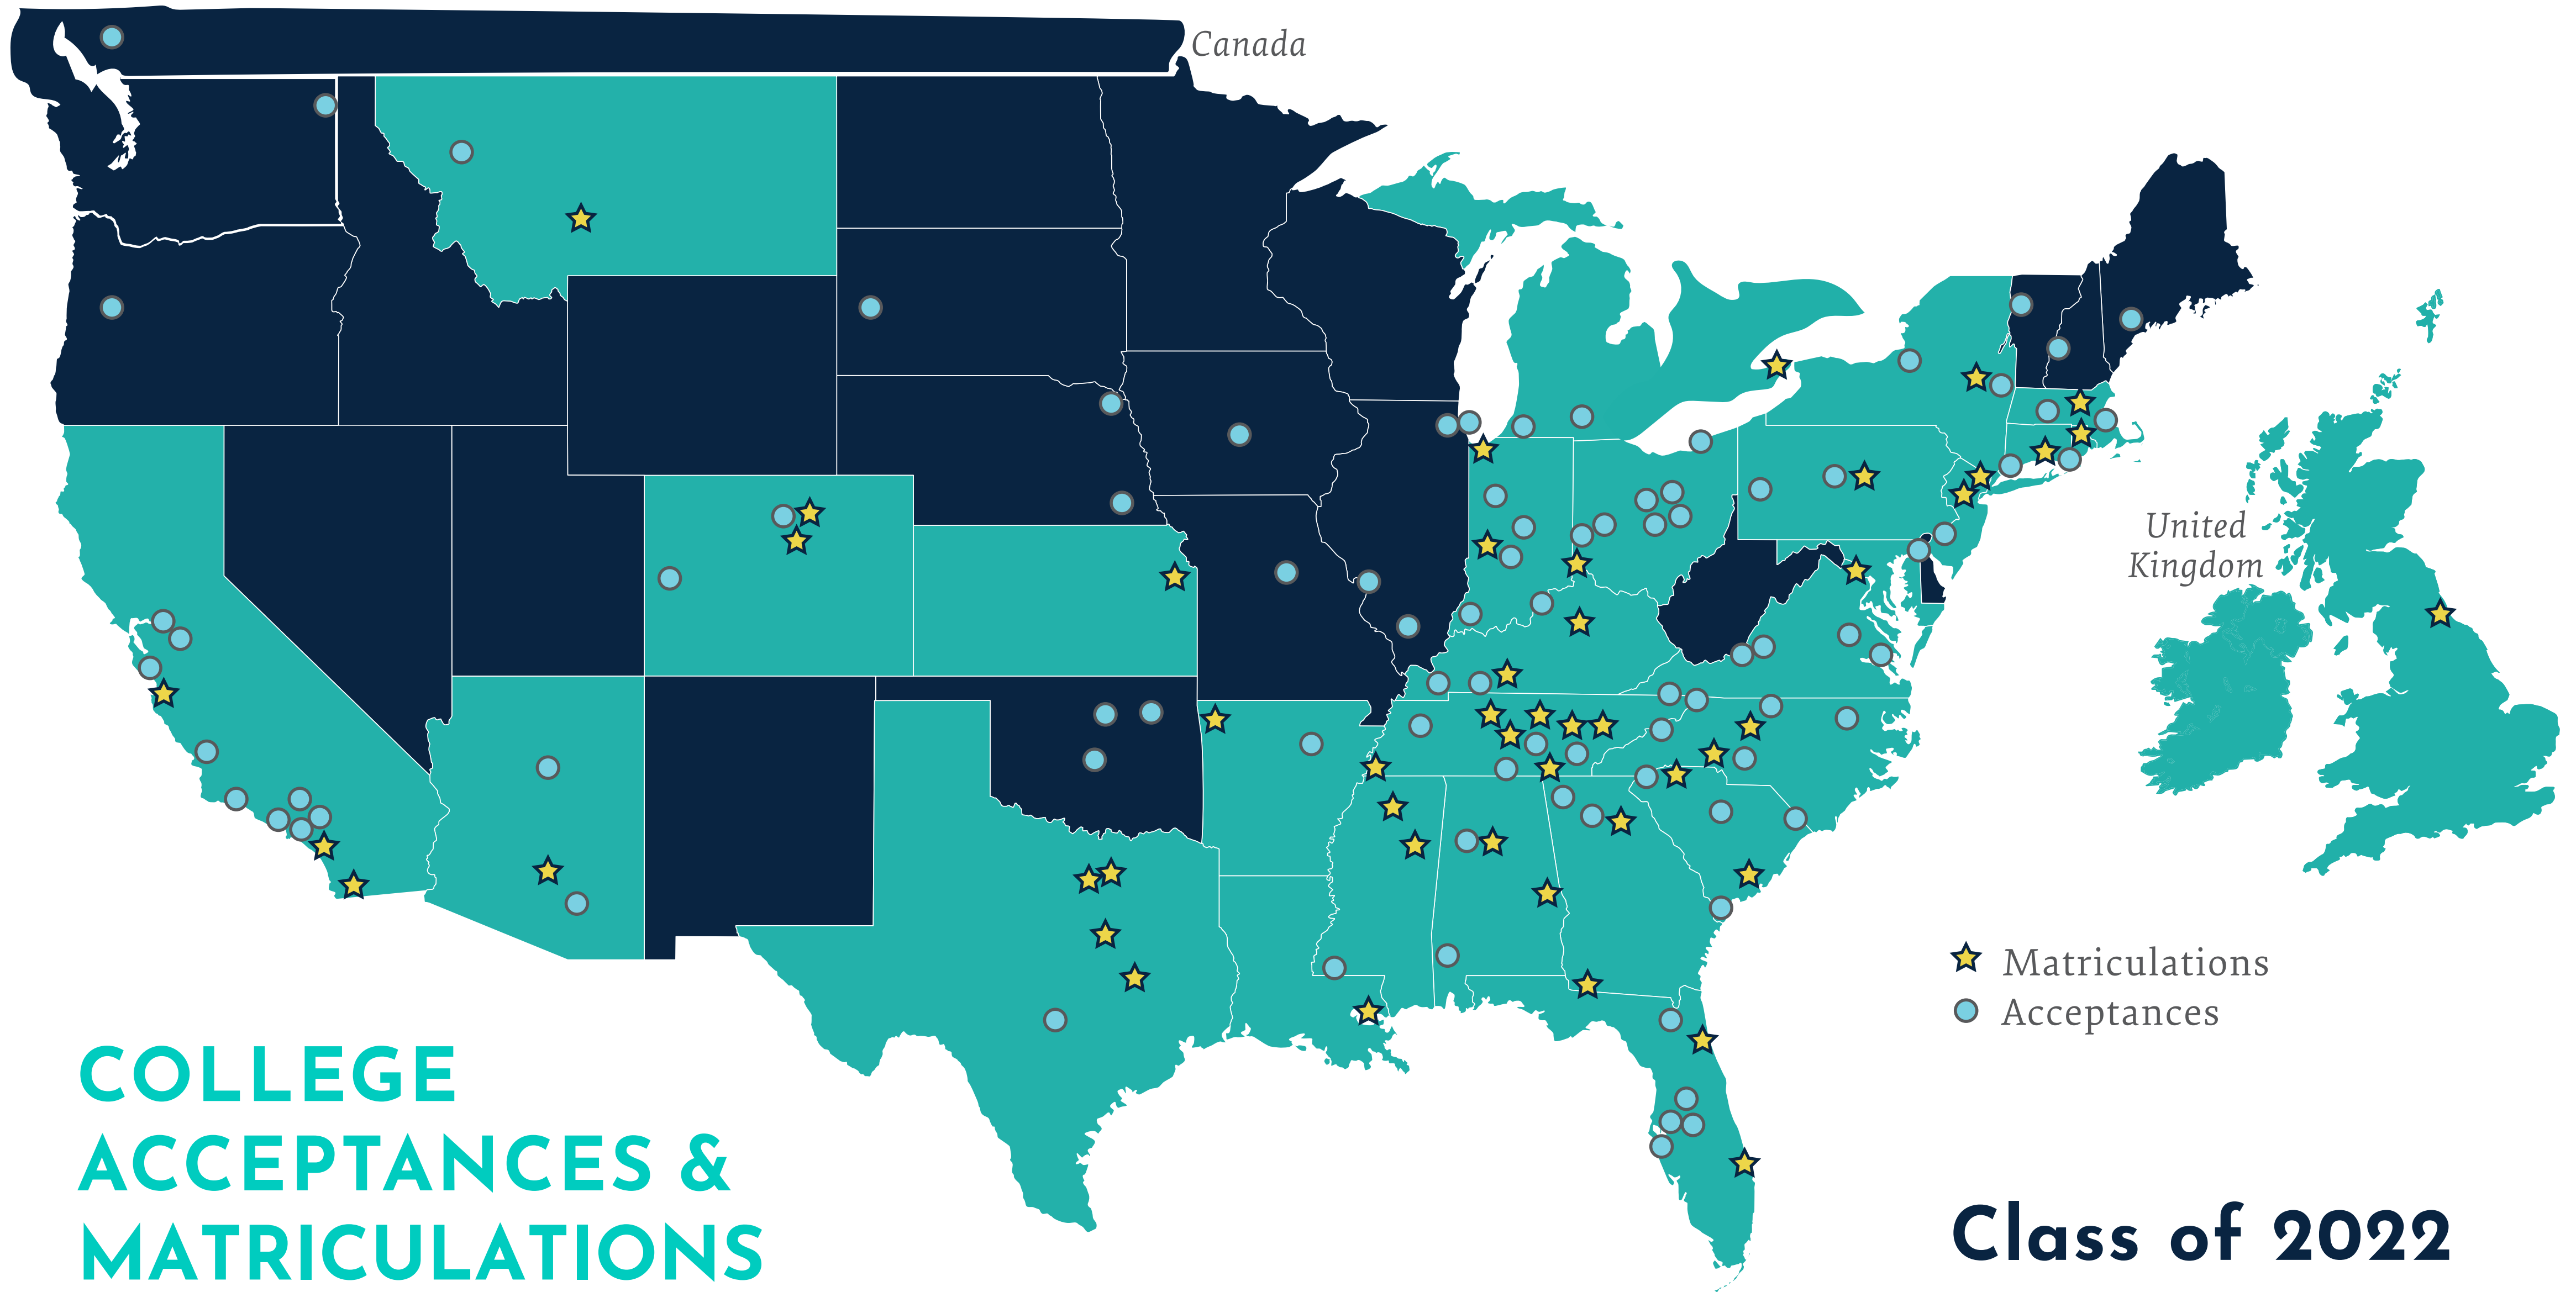 Canada
United
Kingdom
Matriculations
Acceptances
COLLEGE
ACCEPTANCES &
MATRICULATIONS
Class of 2022